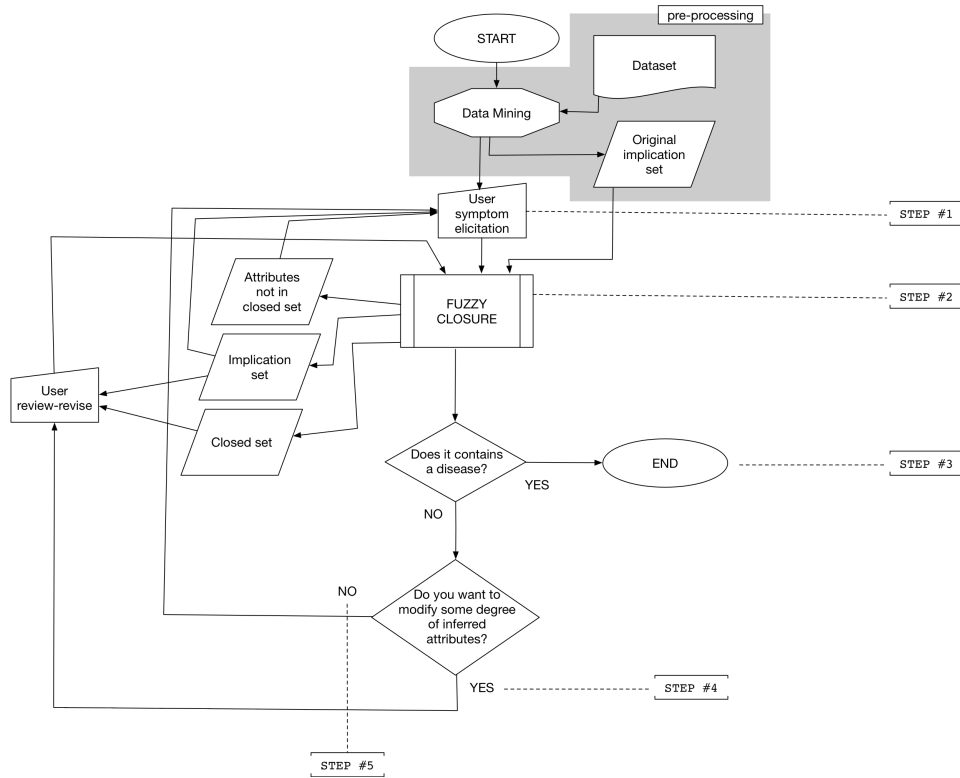 pre-processing
START
Dataset
Data Mining
Original
implication
set
User
symptom
elicitation
STEP #1
Attributes
not in
closed set
FUZZY
CLOSURE
STEP #2
Implication
set
User
review-revise
Closed set
Does it contains
a disease?
END
STEP #3
YES
NO
NO
Do you want to
modify some degree
of inferred
attributes?
YES
STEP #4
STEP #5